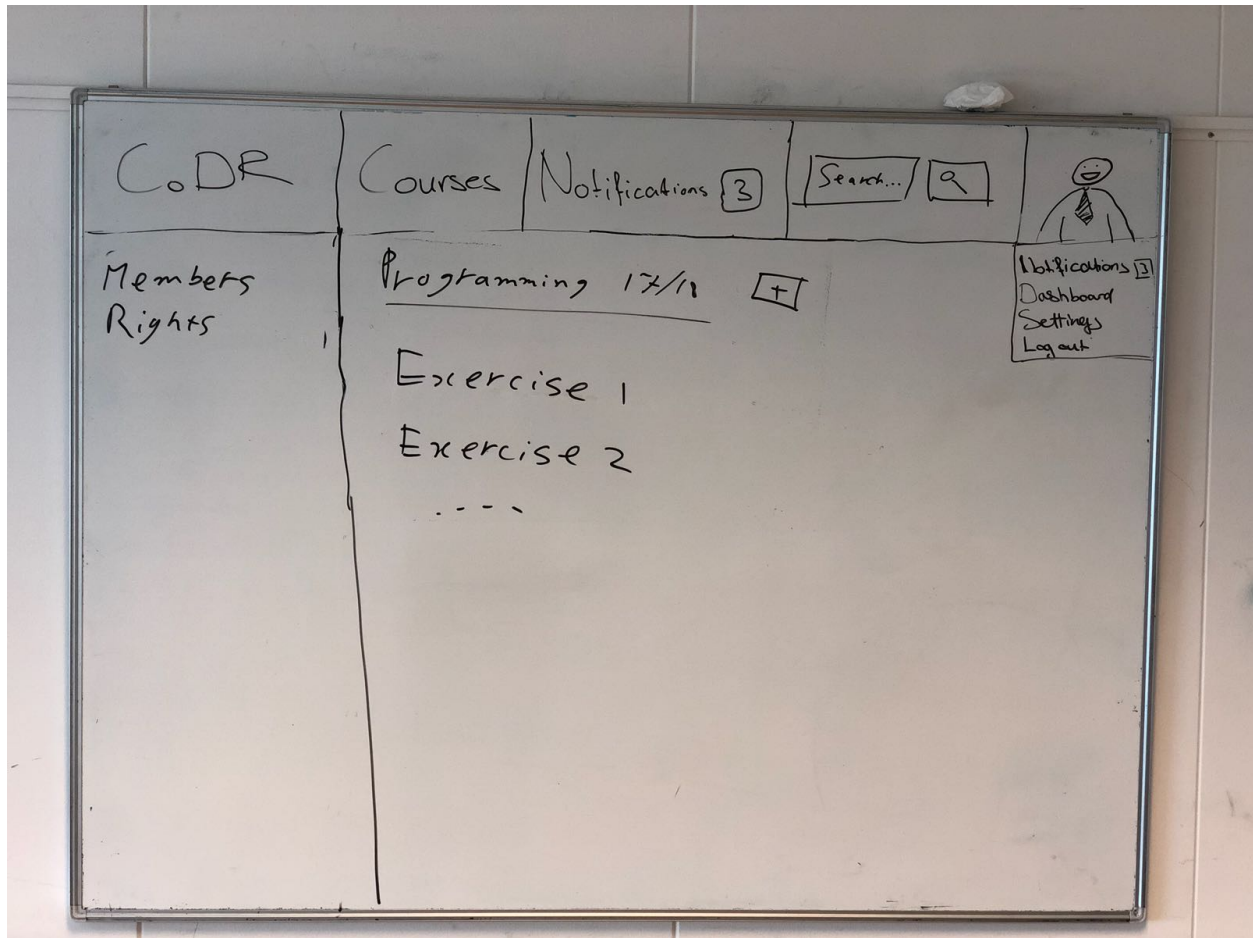 CoDR
Courses
Notifications 3
Search...
Notifications 3
Dashboard
Settings
Log out
Members
Rights
Programming 17/18 +
Exercise 1
Exercise 2
....